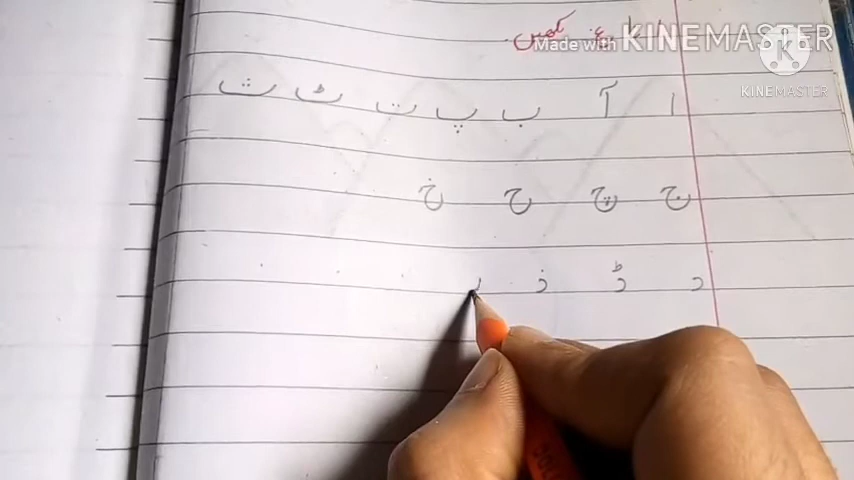 Made with KINEMASTER
KINEMASTER
لکھیں
ا آ ب پ ت ٹ ث
ج چ ح خ
د ڈ ذ ر